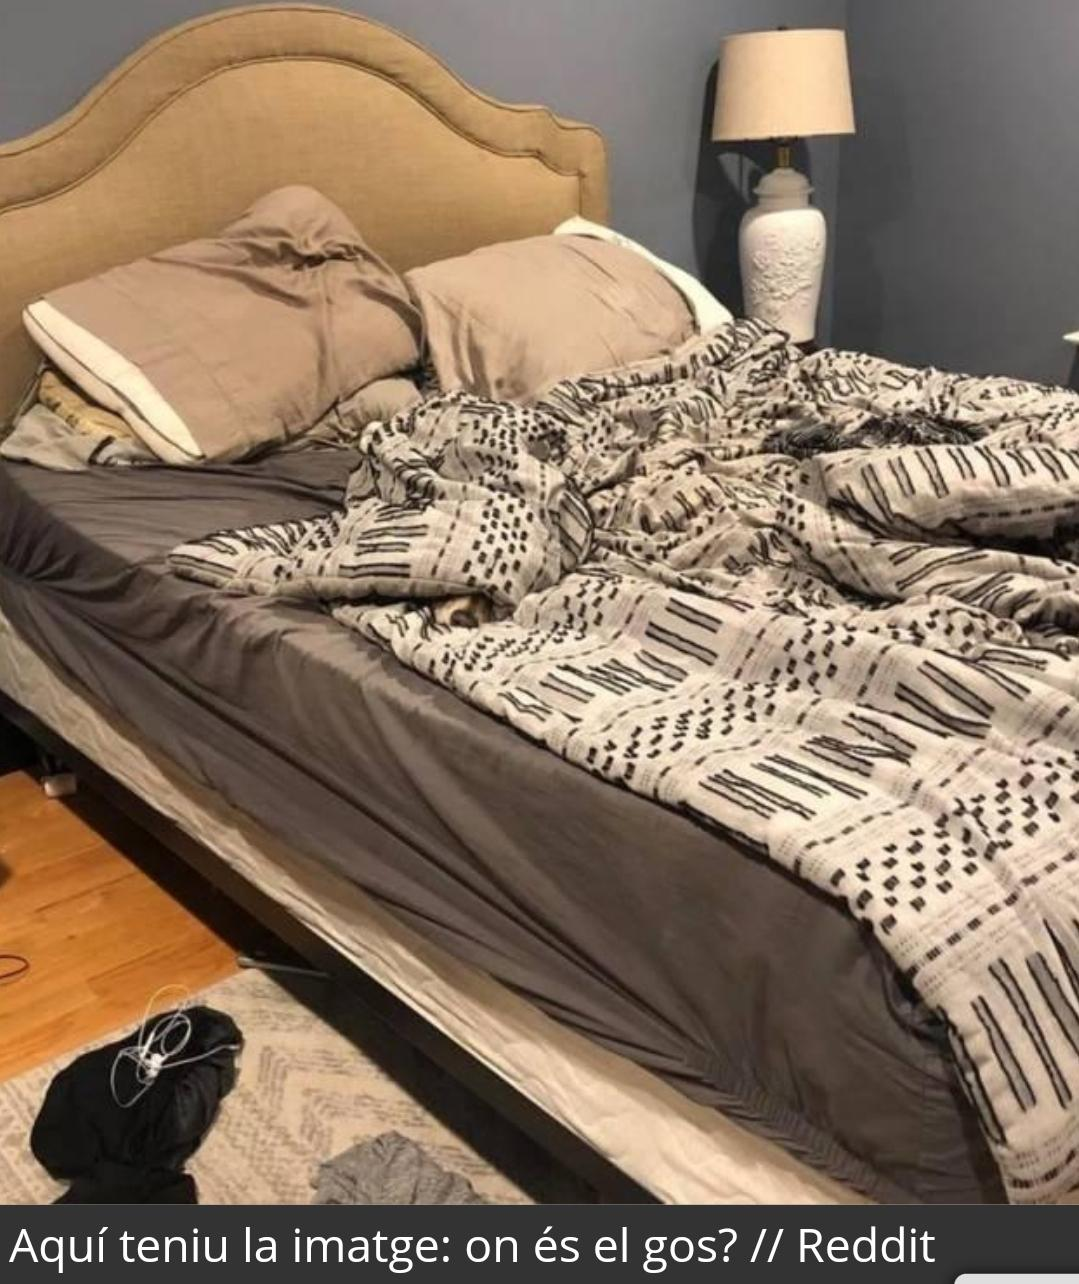 Aquí teniu la imatge: on és el gos? // Reddit